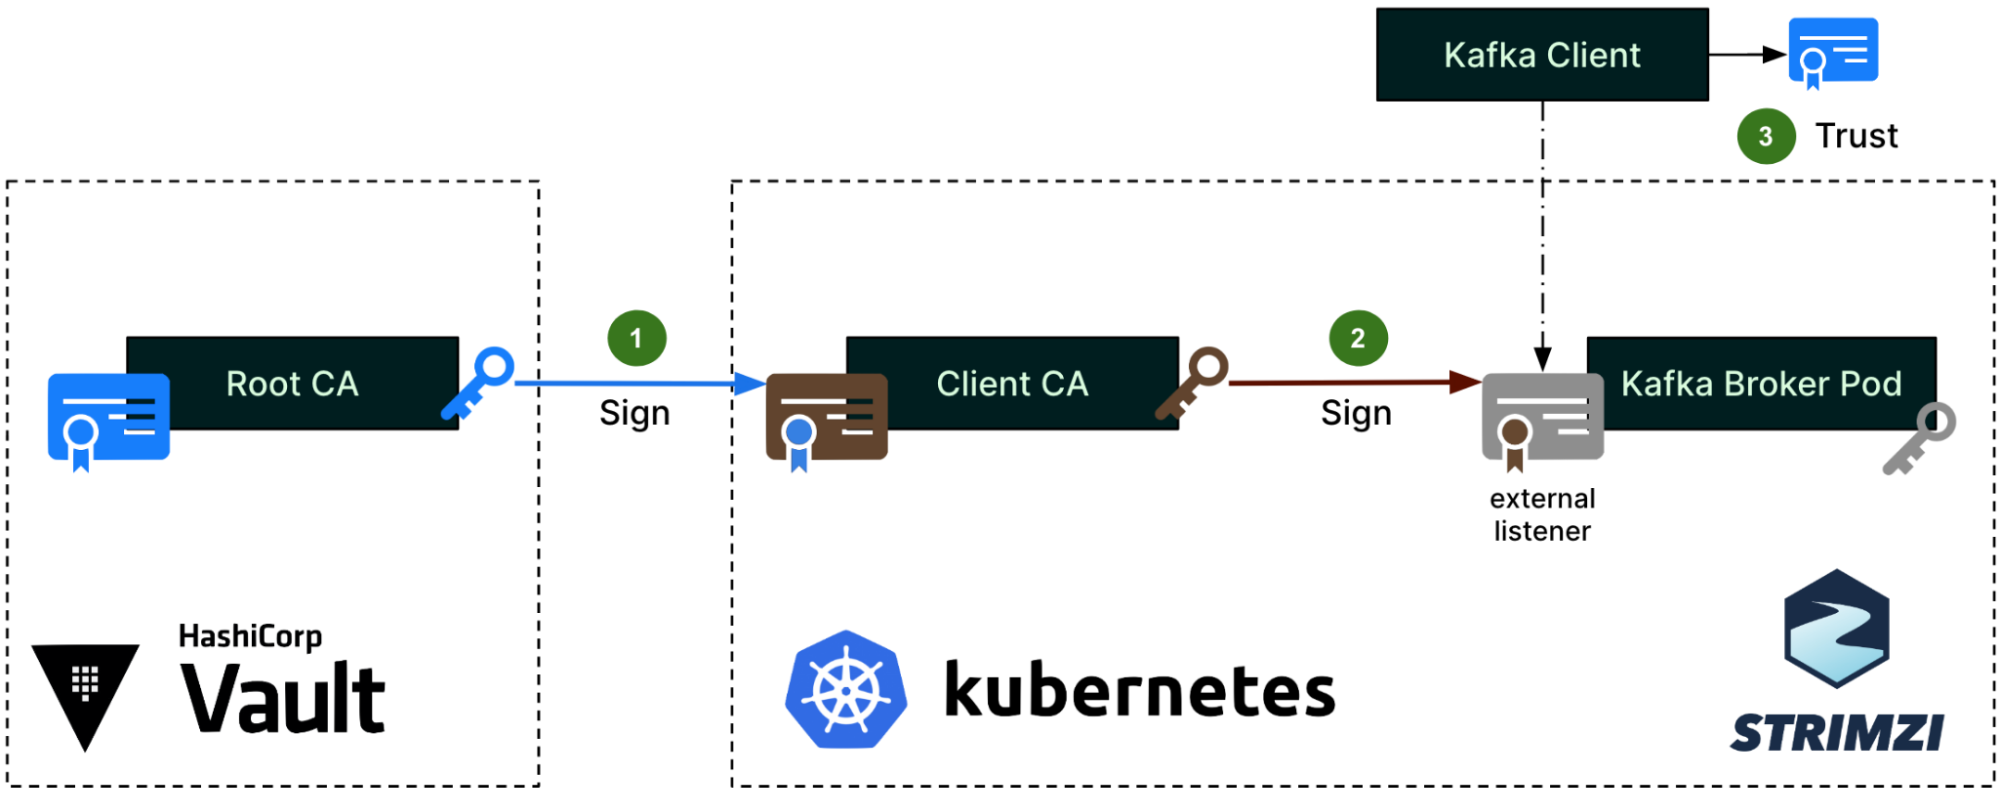 Kafka Client
3
Trust
1
2
Root CA
Client CA
Kafka Broker Pod
Sign
Sign
external
listener
HashiCorp
Vault
kubernetes
STRIMZI